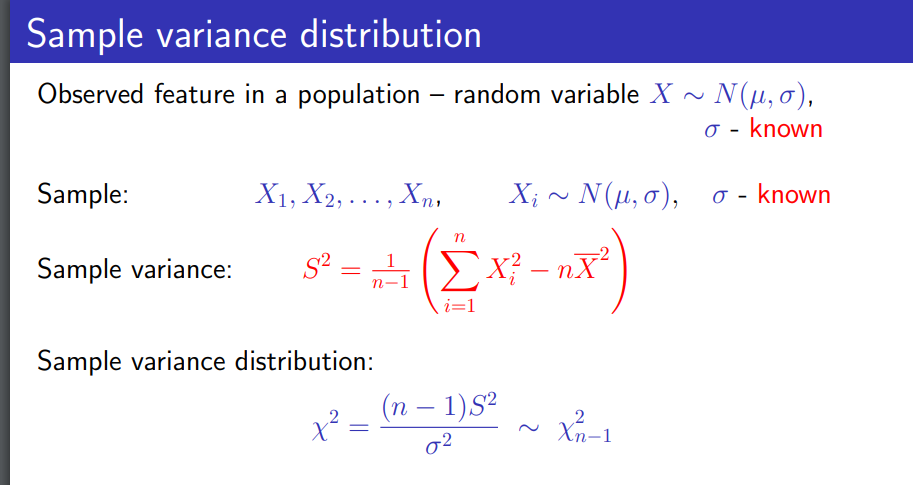 Sample variance distribution
Observed feature in a population – random variable X ∼ N(μ, σ),
σ - known
Sample: X₁, X₂, . . . , Xₙ, Xᵢ ∼ N(μ, σ), σ - known
Sample variance: S² = 1/(n−1) (∑ᵢ₌₁ⁿ Xᵢ² − nX̅²)
Sample variance distribution:
χ² = (n − 1)S²/σ² ∼ χ²ₙ₋₁